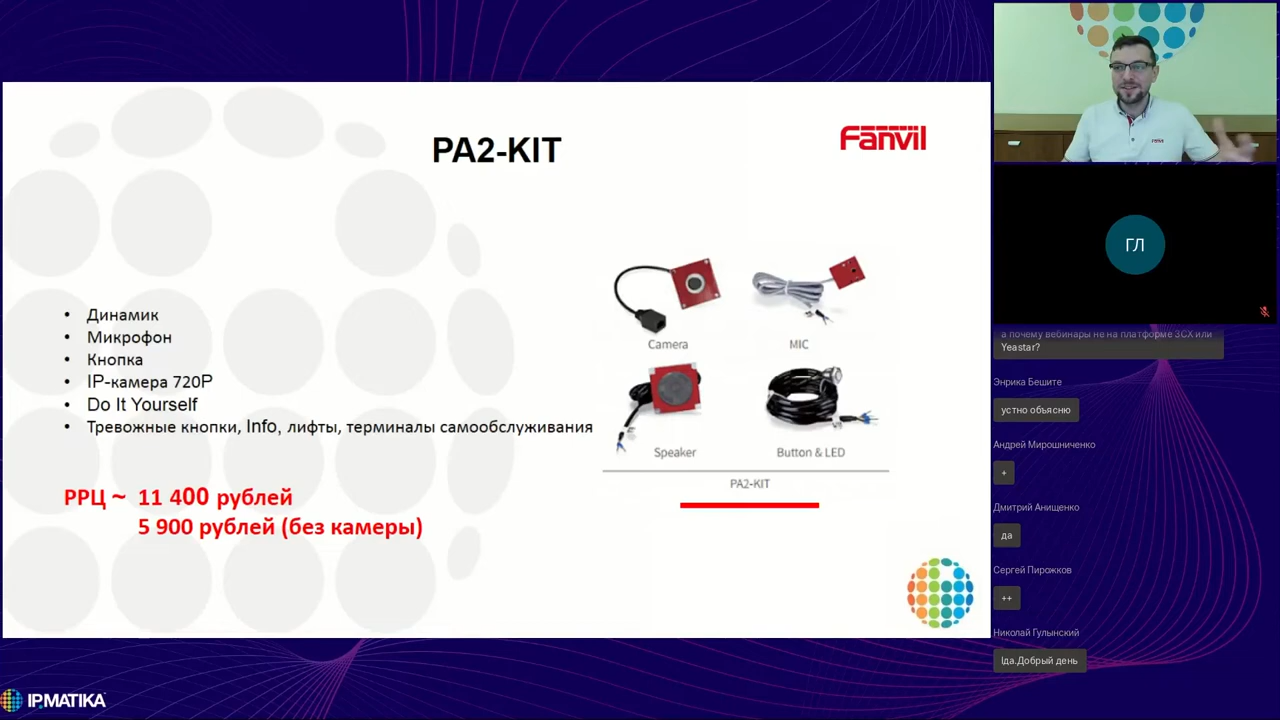 PA2-KIT
Fanvil
• Динамик
• Микрофон
• Кнопка
• IP-камера 720P
• Do It Yourself
• Тревожные кнопки, Info, лифты, терминалы самообслуживания
РРЦ ~ 11 400 рублей
5 900 рублей (без камеры)
Camera
MIC
Speaker
Button & LED
PA2-KIT
IPMATIKA
ГЛ
а почему вебинары не на платформе 3CX или
Yeastar?
Энрика Бешите
устно объясню
Андрей Мирошниченко
+
Дмитрий Анищенко
да
Сергей Пирожков
++
Николай Гулынский
Iда.Добрый день